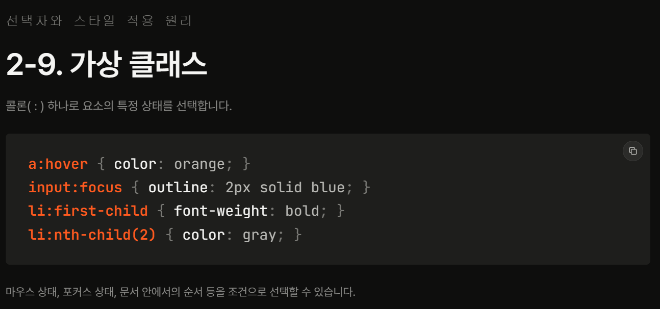 선택자와 스타일 적용 원리
2-9. 가상 클래스
콜론( : ) 하나로 요소의 특정 상태를 선택합니다.
a:hover { color: orange; }
input:focus { outline: 2px solid blue; }
li:first-child { font-weight: bold; }
li:nth-child(2) { color: gray; }
마우스 상태, 포커스 상태, 문서 안에서의 순서 등을 조건으로 선택할 수 있습니다.